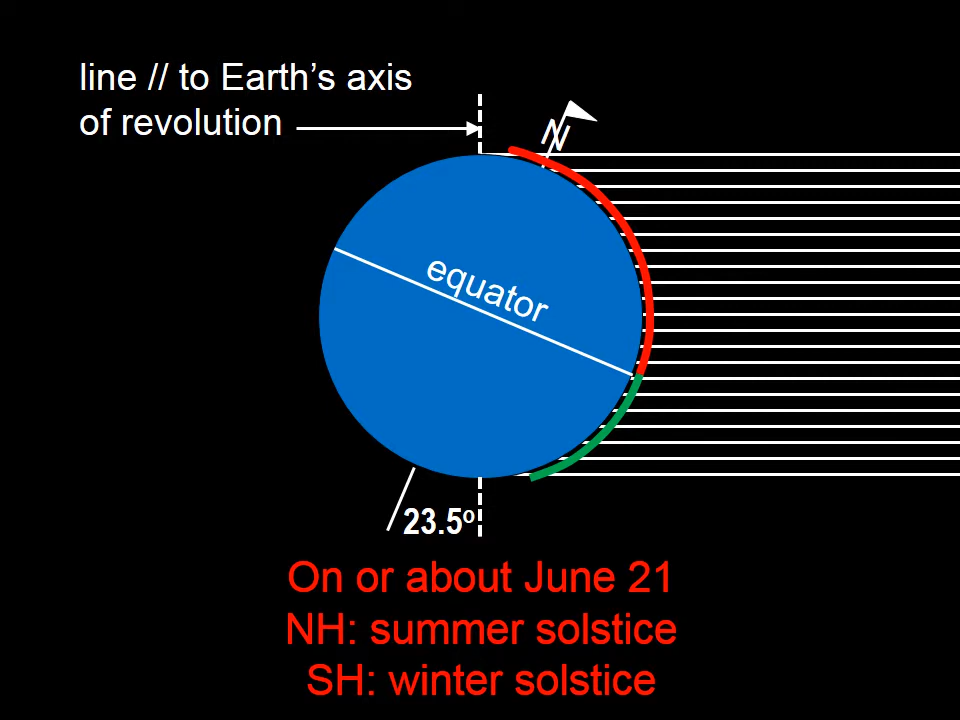 line // to Earth’s axis
of revolution
N
equator
23.5º
On or about June 21
NH: summer solstice
SH: winter solstice